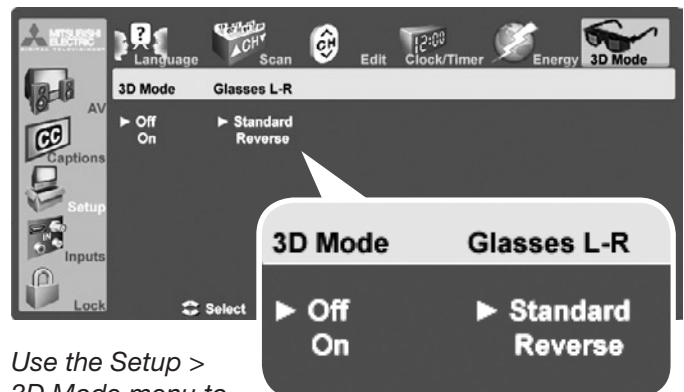 MITSUBISHI
ELECTRIC
DIGITAL TELEVISION
?
Language
CH
Scan
CH
Edit
12:00
Clock/Timer
Energy
3D Mode
3D Mode Glasses L-R
AV
► Off ► Standard
On Reverse
CC
Captions
Setup
IN
Inputs
Lock
Select
3D Mode Glasses L-R
► Off ► Standard
On Reverse
Use the Setup >
3D Mode menu to